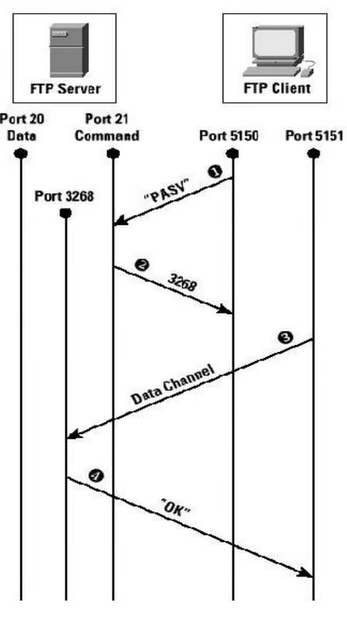 FTP Server
FTP Client
Port 20
Data
Port 21
Command
Port 5150
Port 5151
Port 3268
1
"PASV"
2
3268
3
Data Channel
4
"OK"